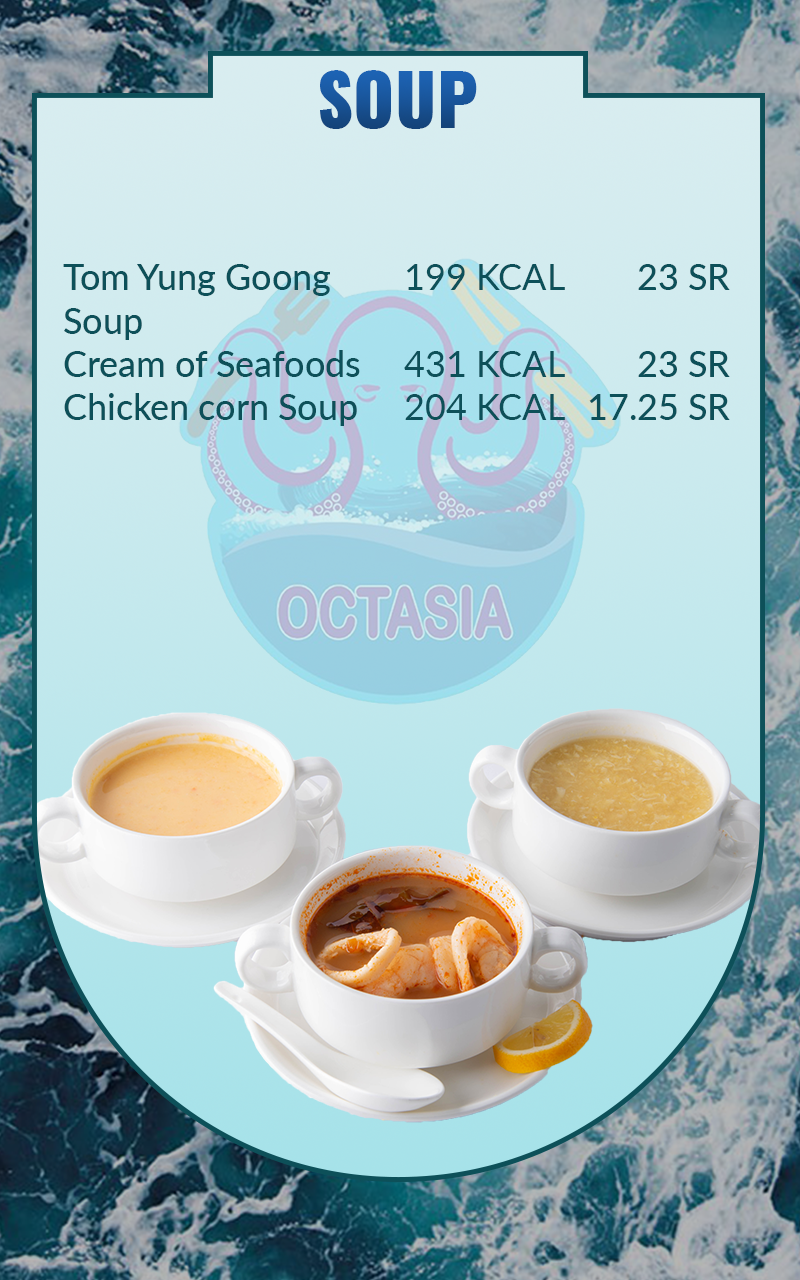 SOUP
Tom Yung Goong 199 KCAL 23 SR
Soup
Cream of Seafoods 431 KCAL 23 SR
Chicken corn Soup 204 KCAL 17.25 SR
OCTASIA